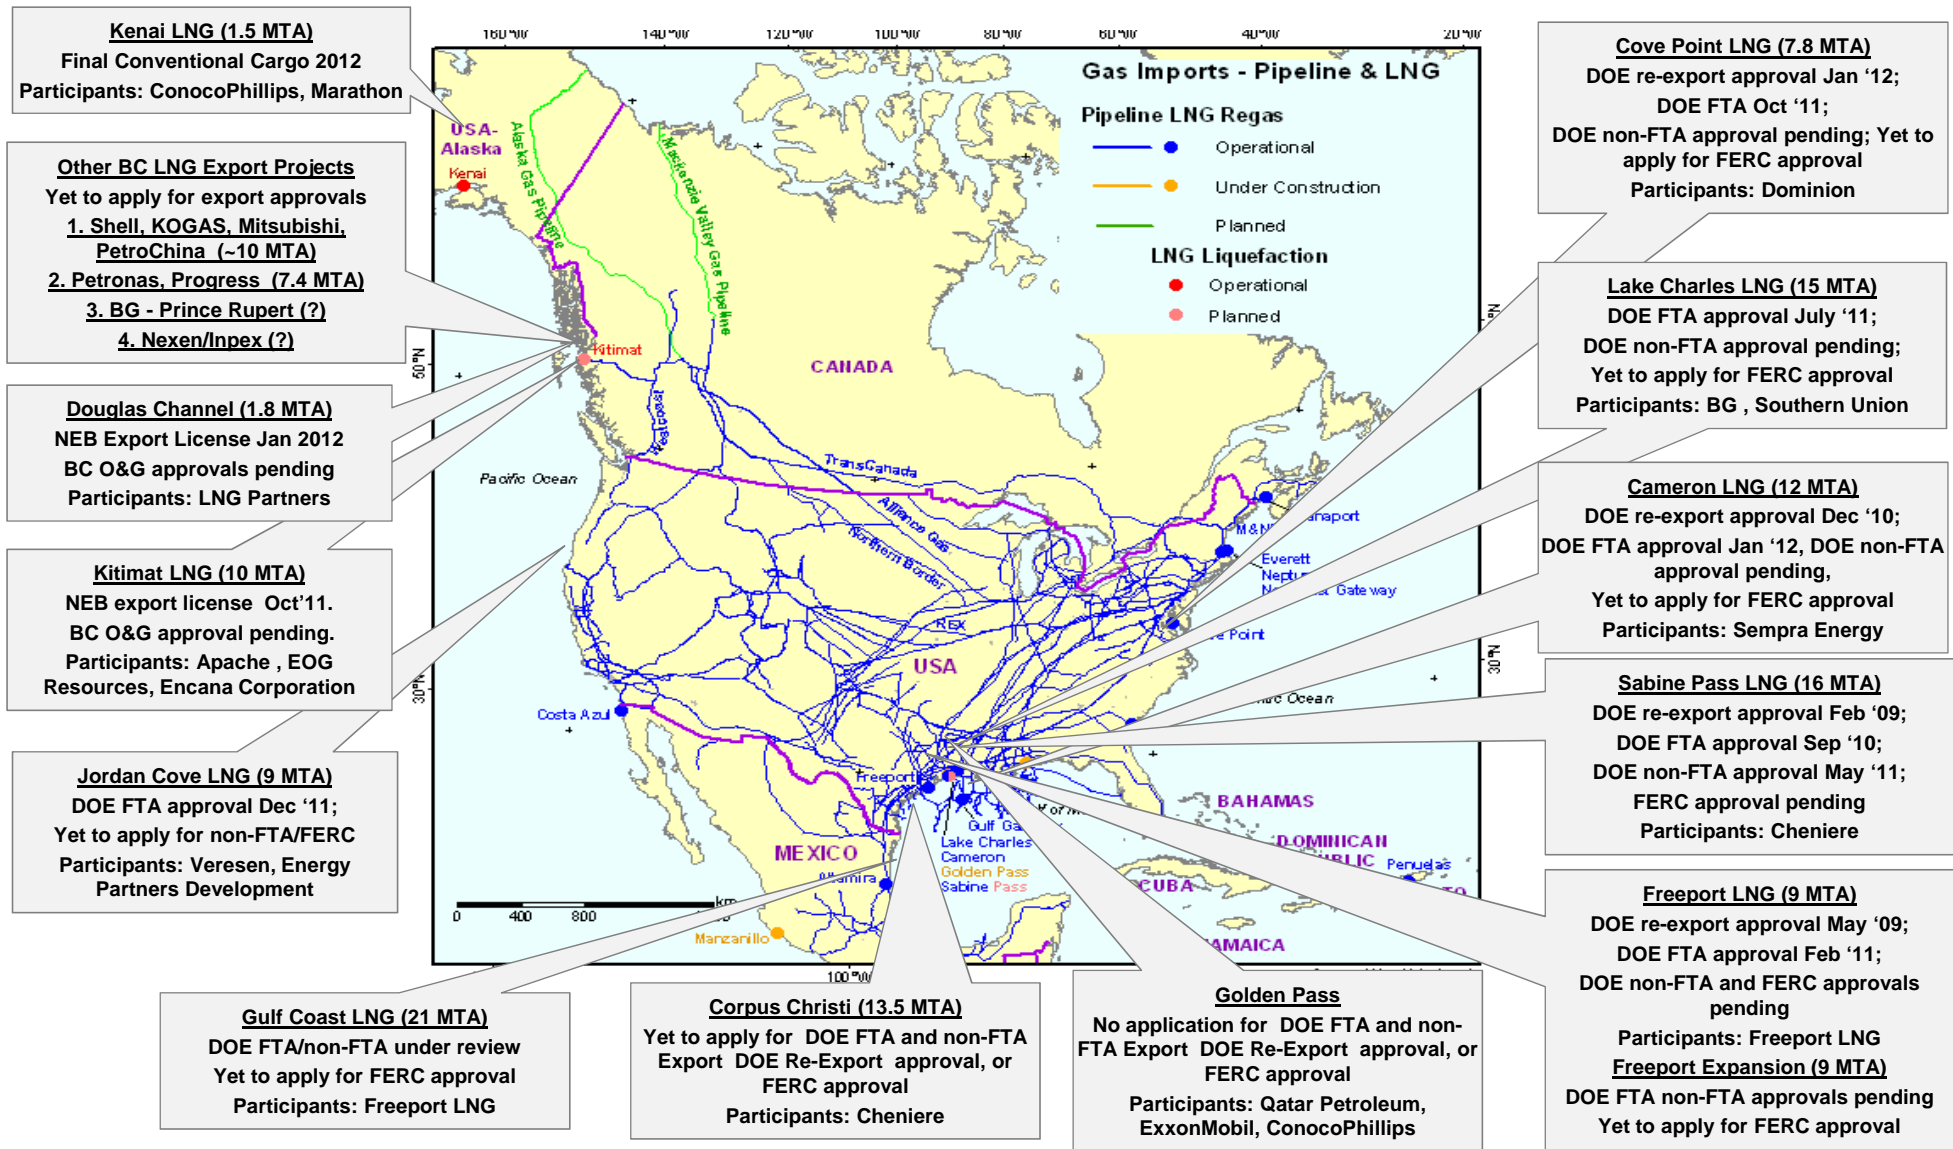 Kenai LNG (1.5 MTA)
Final Conventional Cargo 2012
Participants: ConocoPhillips, Marathon
Other BC LNG Export Projects
Yet to apply for export approvals
1. Shell, KOGAS, Mitsubishi,
PetroChina (~10 MTA)
2. Petronas, Progress (7.4 MTA)
3. BG - Prince Rupert (?)
4. Nexen/Inpex (?)
Douglas Channel (1.8 MTA)
NEB Export License Jan 2012
BC O&G approvals pending
Participants: LNG Partners
Kitimat LNG (10 MTA)
NEB export license Oct'11.
BC O&G approval pending.
Participants: Apache , EOG
Resources, Encana Corporation
Jordan Cove LNG (9 MTA)
DOE FTA approval Dec ‘11;
Yet to apply for non-FTA/FERC
Participants: Veresen, Energy
Partners Development
Gulf Coast LNG (21 MTA)
DOE FTA/non-FTA under review
Yet to apply for FERC approval
Participants: Freeport LNG
Corpus Christi (13.5 MTA)
Yet to apply for DOE FTA and non-FTA
Export DOE Re-Export approval, or
FERC approval
Participants: Cheniere
Golden Pass
No application for DOE FTA and non-
FTA Export DOE Re-Export approval, or
FERC approval
Participants: Qatar Petroleum,
ExxonMobil, ConocoPhillips
Cove Point LNG (7.8 MTA)
DOE re-export approval Jan ‘12;
DOE FTA Oct ‘11;
DOE non-FTA approval pending; Yet to
apply for FERC approval
Participants: Dominion
Lake Charles LNG (15 MTA)
DOE FTA approval July ‘11;
DOE non-FTA approval pending;
Yet to apply for FERC approval
Participants: BG , Southern Union
Cameron LNG (12 MTA)
DOE re-export approval Dec ‘10;
DOE FTA approval Jan ‘12, DOE non-FTA
approval pending,
Yet to apply for FERC approval
Participants: Sempra Energy
Sabine Pass LNG (16 MTA)
DOE re-export approval Feb ‘09;
DOE FTA approval Sep ‘10;
DOE non-FTA approval May ‘11;
FERC approval pending
Participants: Cheniere
Freeport LNG (9 MTA)
DOE re-export approval May ‘09;
DOE FTA approval Feb ‘11;
DOE non-FTA and FERC approvals
pending
Participants: Freeport LNG
Freeport Expansion (9 MTA)
DOE FTA non-FTA approvals pending
Yet to apply for FERC approval
Gas Imports - Pipeline & LNG
Pipeline LNG Regas
Operational
Under Construction
Planned
LNG Liquefaction
Operational
Planned
USA-
Alaska
Kenai
Alaska Gas Pipeline
Mackenzie Valley Gas Pipeline
Kitimat
CANADA
Westcoast
Pacific Ocean
TransCanada
Alliance Gas
Northern Border
Everett
Gateway
REX
USA
Costa Azul
Ocean
Freeport
BAHAMAS
DOMINICAN
MEXICO
Lake Charles
Cameron
Golden Pass
Sabine Pass
Altamira
CUBA
Penuelas
km
0 400 800
Manzanillo